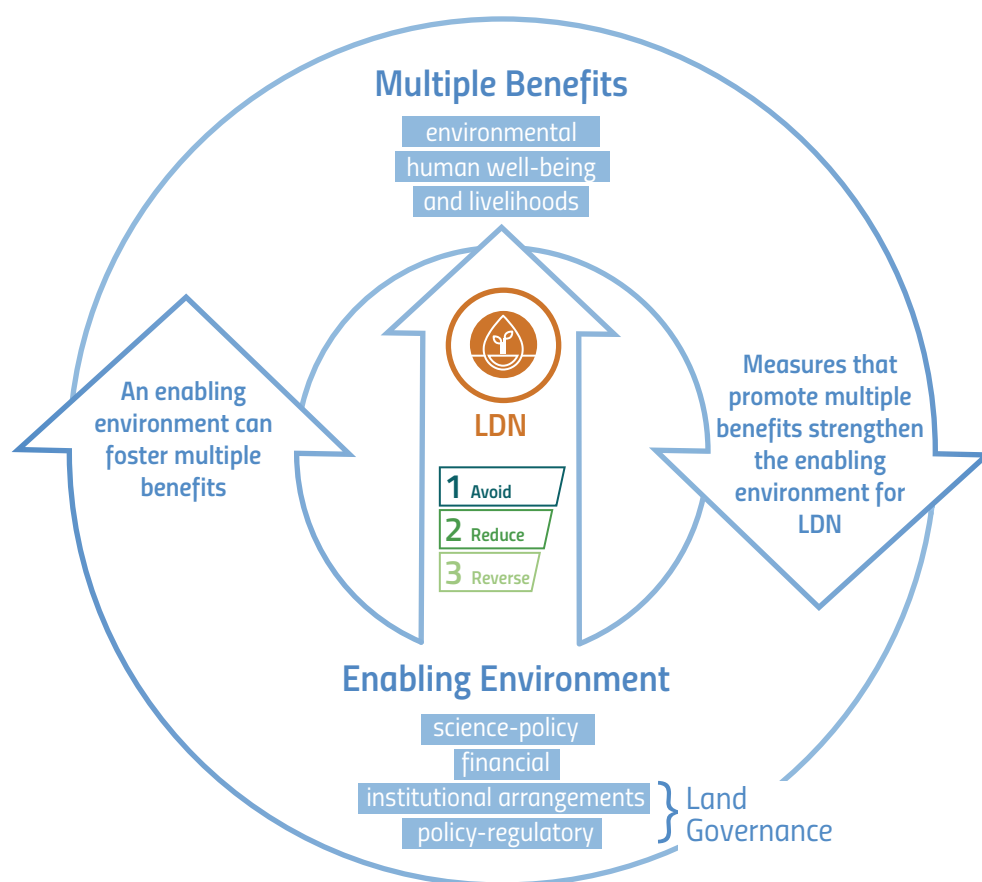 Multiple Benefits
environmental
human well-being
and livelihoods
An enabling
environment can
foster multiple
benefits
LDN
1 Avoid
2 Reduce
3 Reverse
Measures that
promote multiple
benefits strengthen
the enabling
environment for
LDN
Enabling Environment
science-policy
financial
institutional arrangements
policy-regulatory
Land
Governance